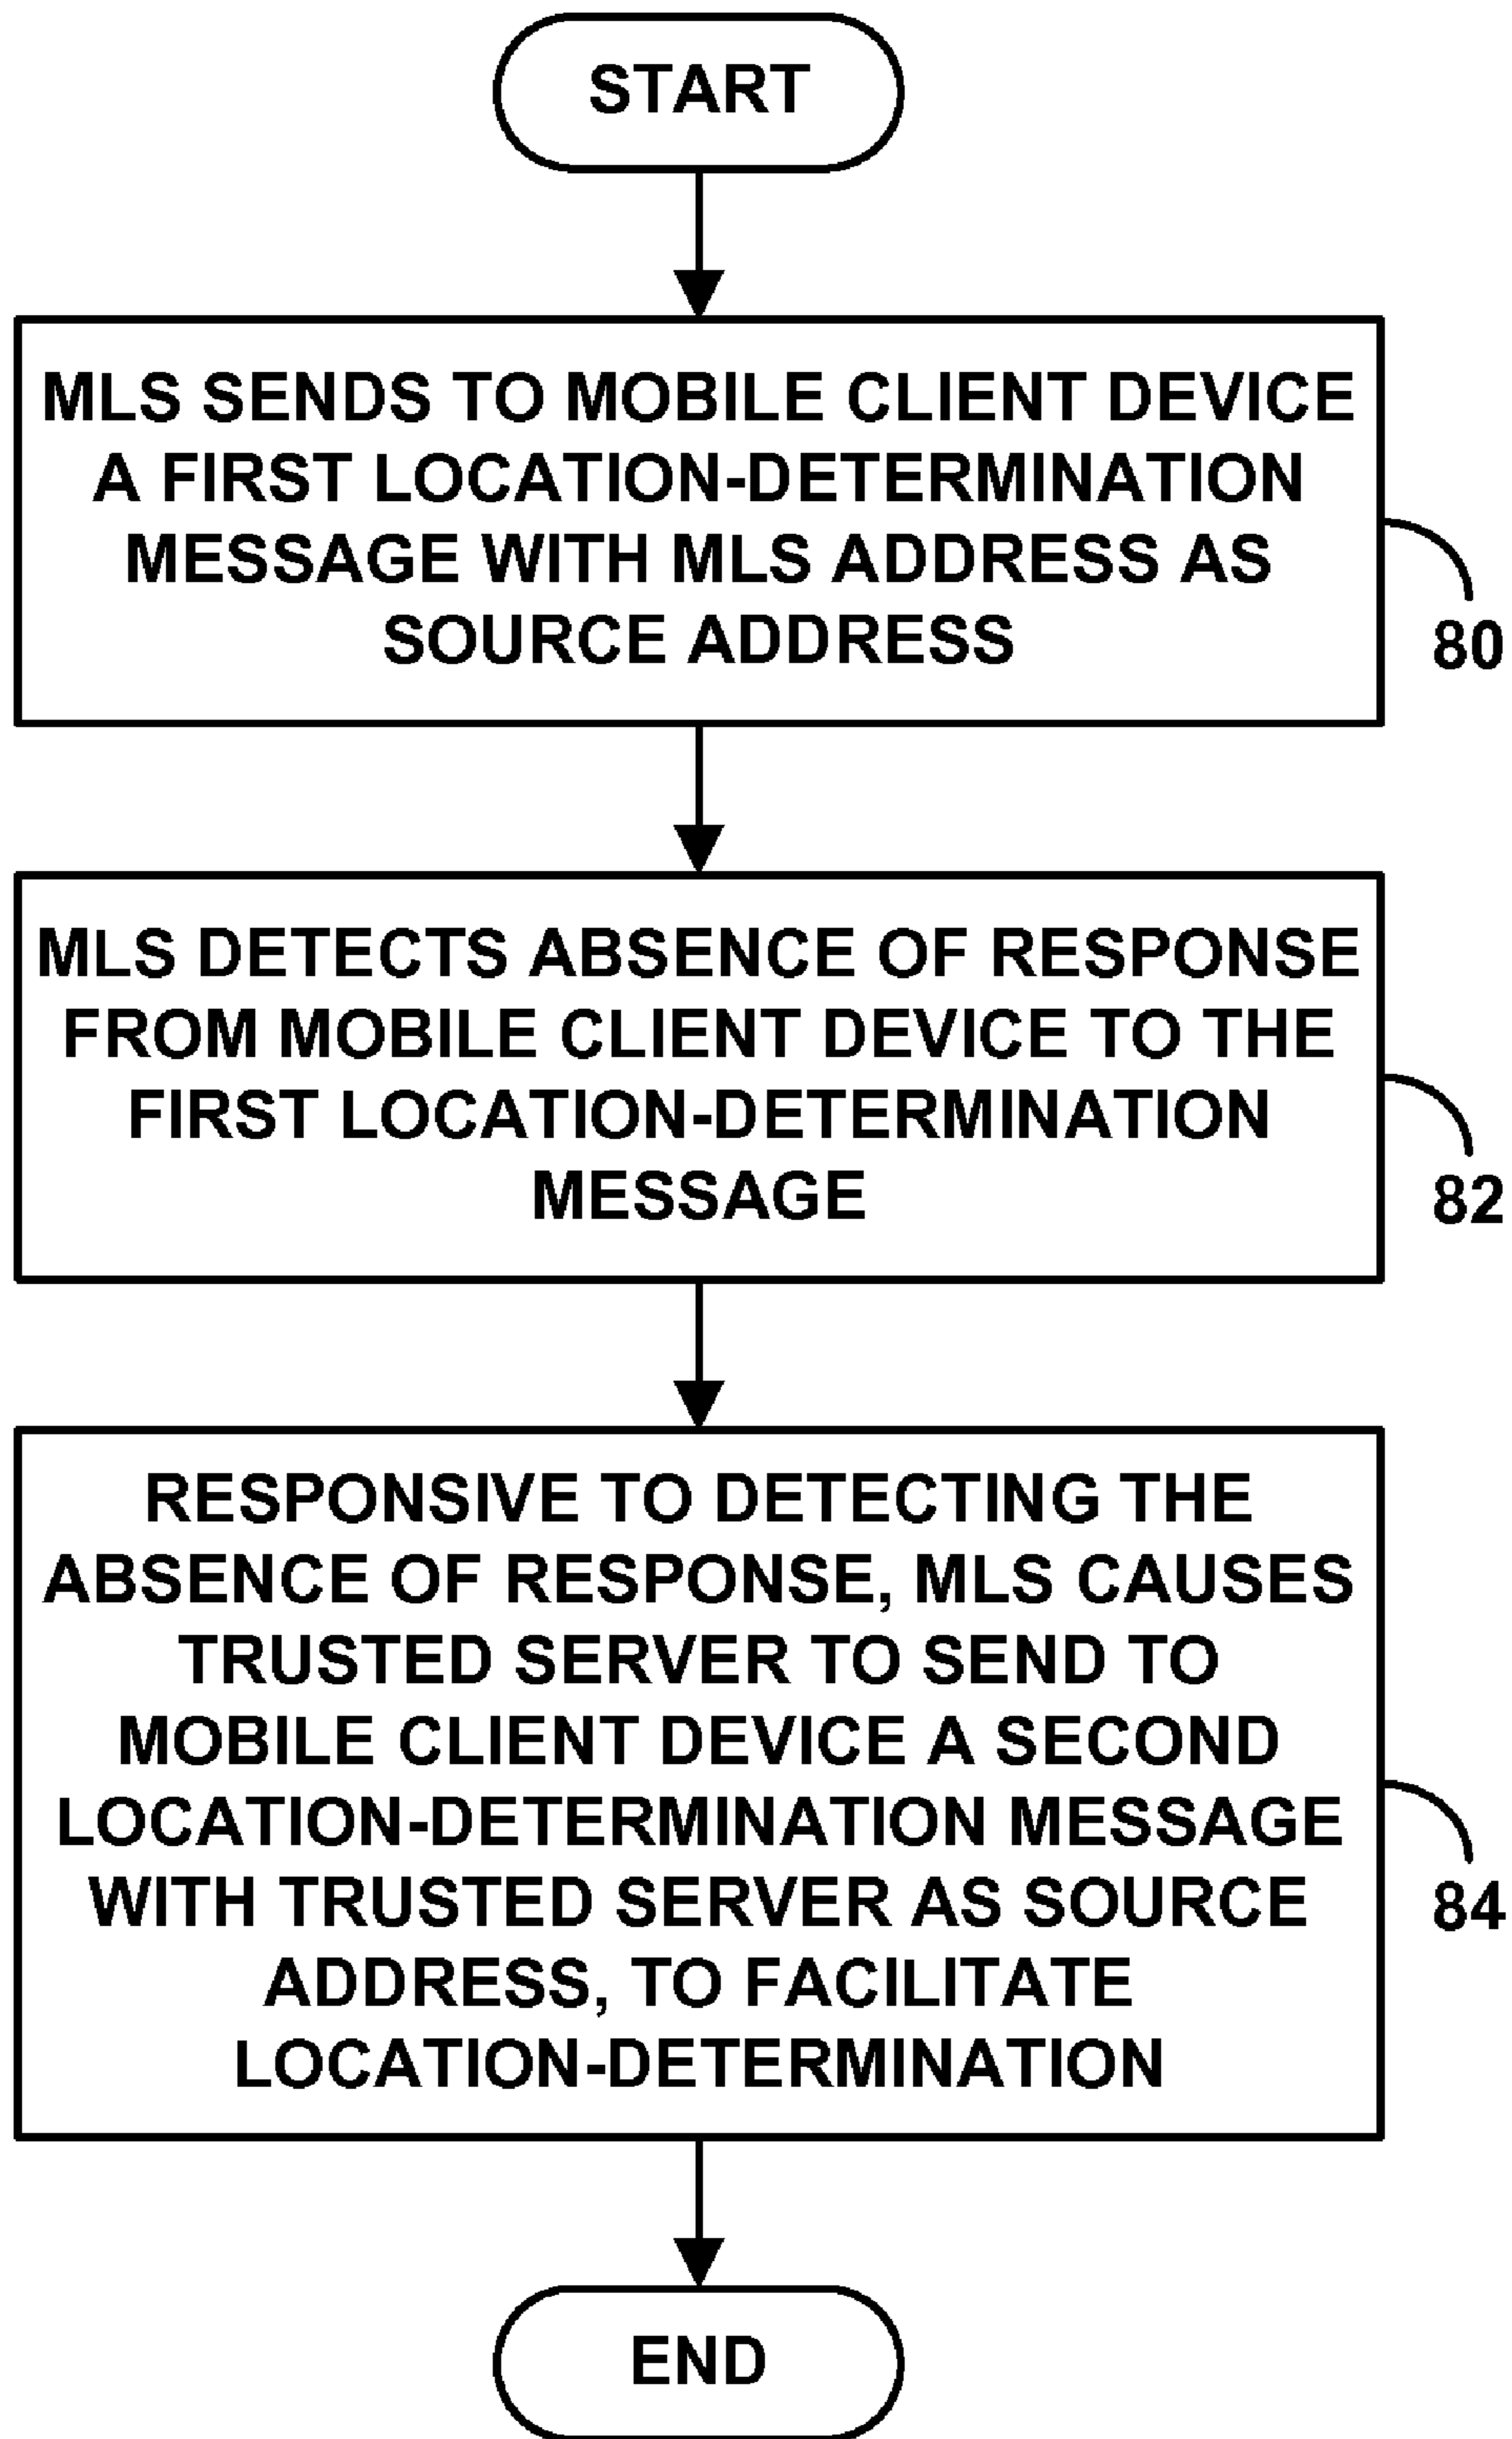 START
MLS SENDS TO MOBILE CLIENT DEVICE
A FIRST LOCATION-DETERMINATION
MESSAGE WITH MLS ADDRESS AS
SOURCE ADDRESS
80
MLS DETECTS ABSENCE OF RESPONSE
FROM MOBILE CLIENT DEVICE TO THE
FIRST LOCATION-DETERMINATION
MESSAGE
82
RESPONSIVE TO DETECTING THE
ABSENCE OF RESPONSE, MLS CAUSES
TRUSTED SERVER TO SEND TO
MOBILE CLIENT DEVICE A SECOND
LOCATION-DETERMINATION MESSAGE
WITH TRUSTED SERVER AS SOURCE
ADDRESS, TO FACILITATE
LOCATION-DETERMINATION
84
END